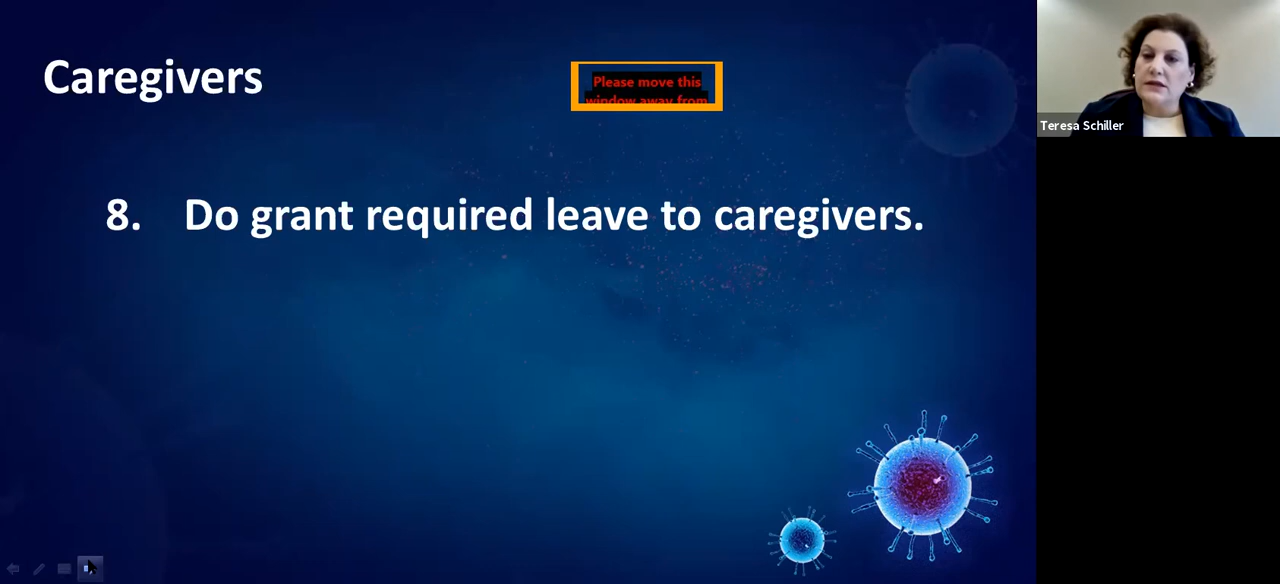 Caregivers
Please move this
window away from
8. Do grant required leave to caregivers.
Teresa Schiller